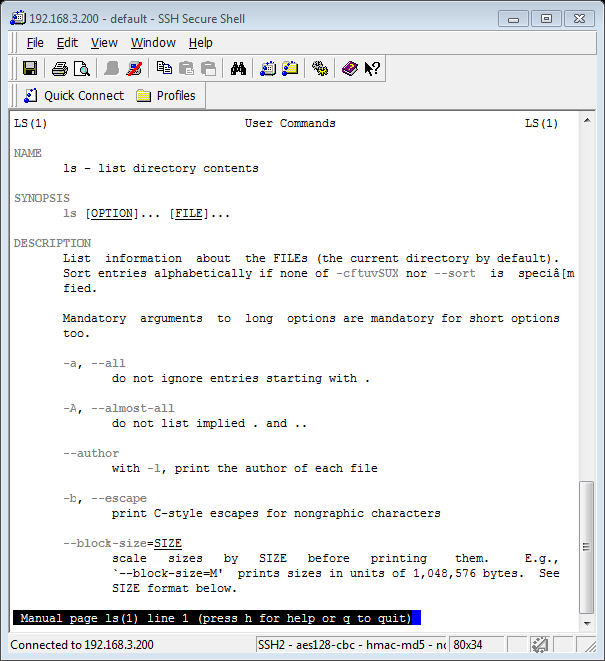 192.168.3.200 - default - SSH Secure Shell
File Edit View Window Help
Quick Connect Profiles
LS(1) User Commands LS(1)
NAME
ls - list directory contents
SYNOPSIS
ls [OPTION]... [FILE]...
DESCRIPTION
List information about the FILEs (the current directory by default).
Sort entries alphabetically if none of -cftuvSUX nor --sort is speciâ[m
fied.
Mandatory arguments to long options are mandatory for short options
too.
-a, --all
do not ignore entries starting with .
-A, --almost-all
do not list implied . and ..
--author
with -l, print the author of each file
-b, --escape
print C-style escapes for nongraphic characters
--block-size=SIZE
scale sizes by SIZE before printing them. E.g.,
`--block-size=M' prints sizes in units of 1,048,576 bytes. See
SIZE format below.
Manual page ls(1) line 1 (press h for help or q to quit)
Connected to 192.168.3.200 SSH2 - aes128-cbc - hmac-md5 - no 80x34